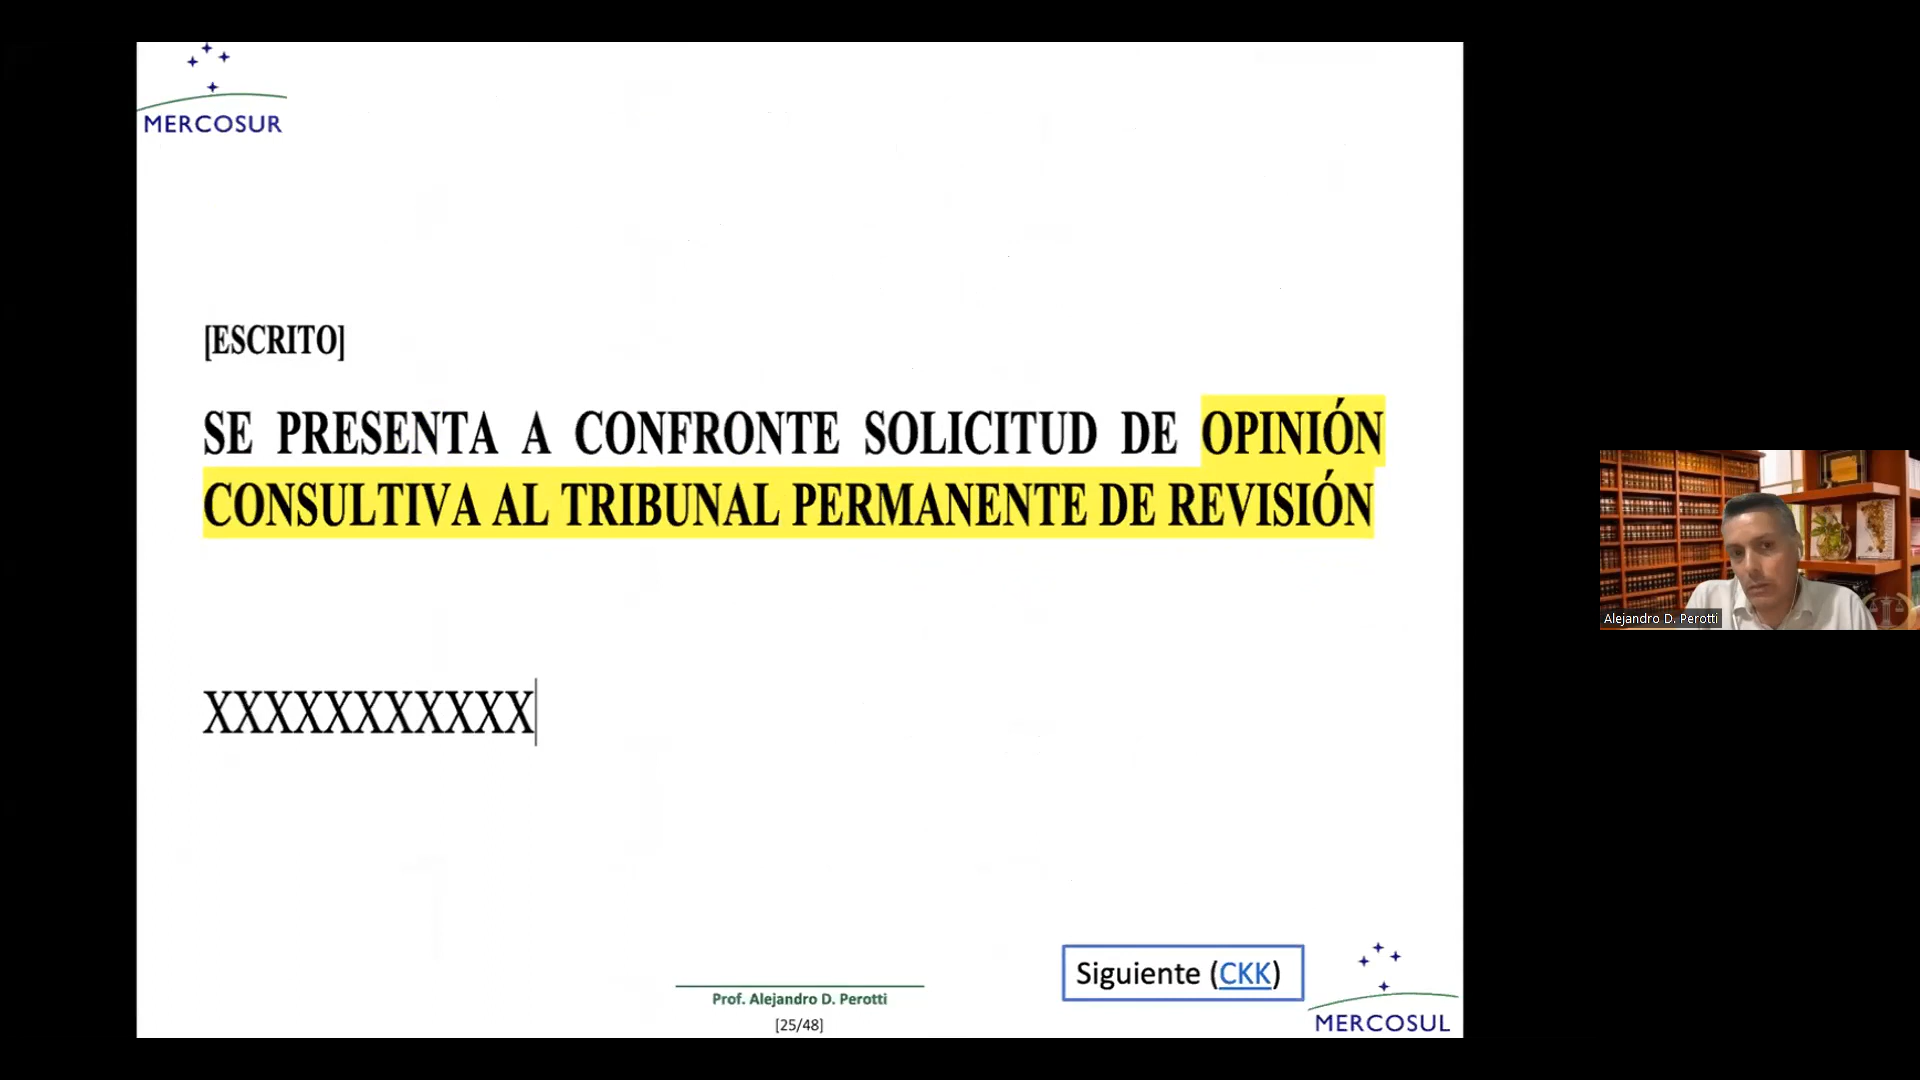 MERCOSUR
[ESCRITO]
SE PRESENTA A CONFRONTE SOLICITUD DE OPINIÓN
CONSULTIVA AL TRIBUNAL PERMANENTE DE REVISIÓN
XXXXXXXXXXX
Siguiente (CKK)
Prof. Alejandro D. Perotti
[25/48]
MERCOSUL
Alejandro D. Perotti